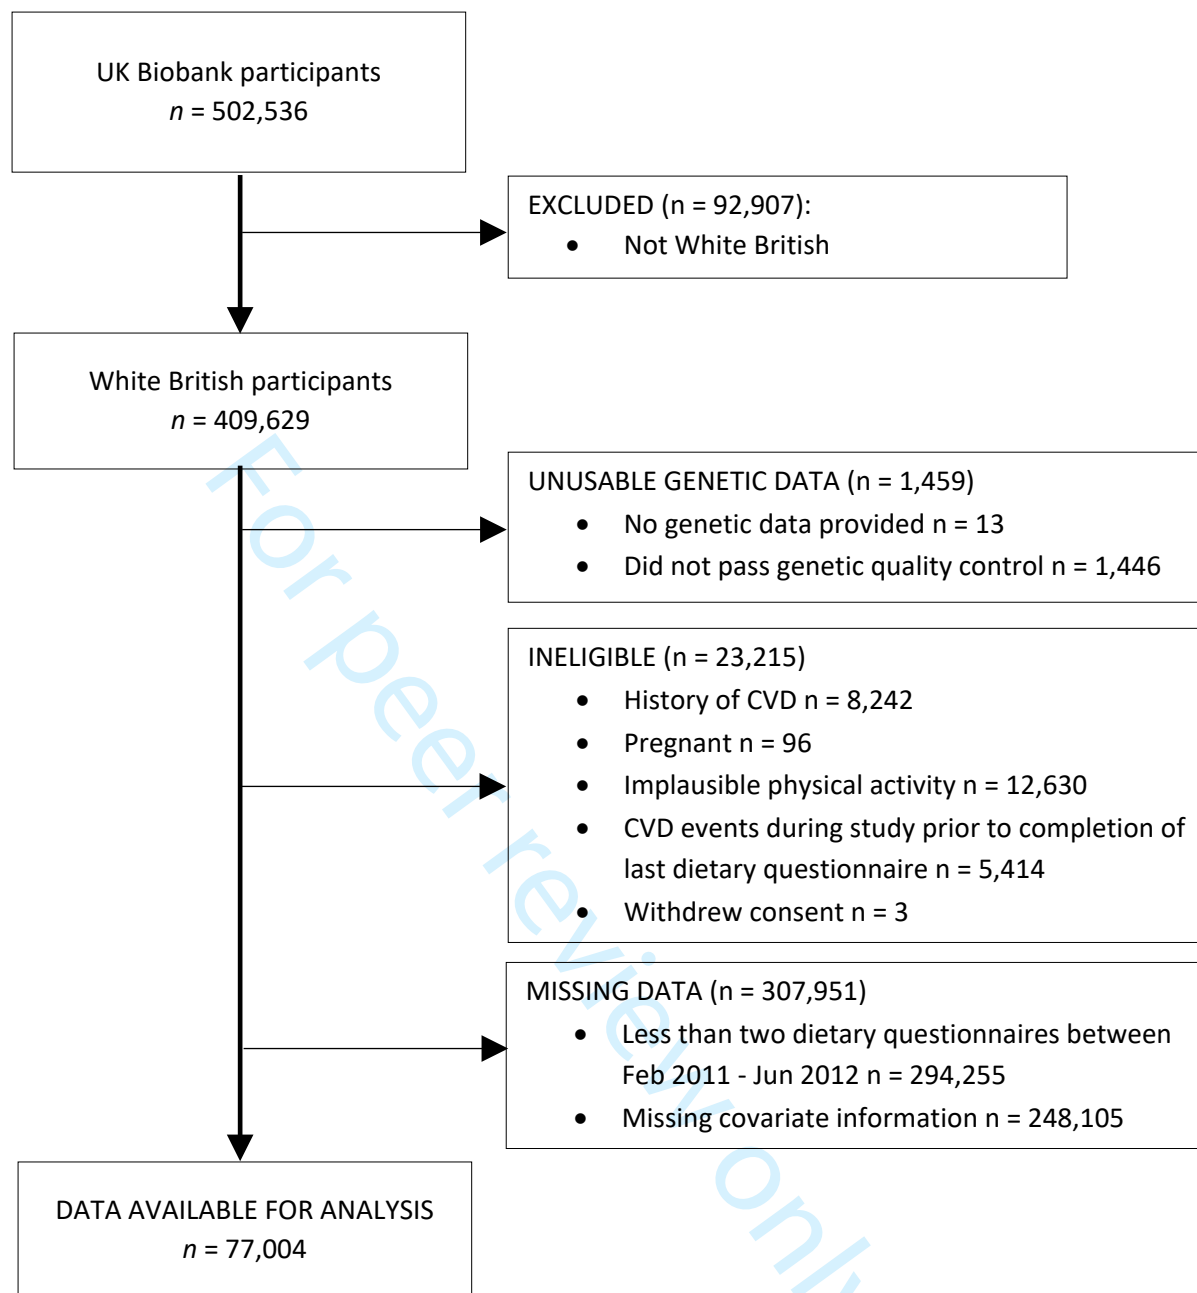 UK Biobank participants
n = 502,536
EXCLUDED (n = 92,907):
• Not White British
White British participants
n = 409,629
UNUSABLE GENETIC DATA (n = 1,459)
• No genetic data provided n = 13
• Did not pass genetic quality control n = 1,446
INELIGIBLE (n = 23,215)
• History of CVD n = 8,242
• Pregnant n = 96
• Implausible physical activity n = 12,630
• CVD events during study prior to completion of
last dietary questionnaire n = 5,414
• Withdrew consent n = 3
MISSING DATA (n = 307,951)
• Less than two dietary questionnaires between
Feb 2011 - Jun 2012 n = 294,255
• Missing covariate information n = 248,105
DATA AVAILABLE FOR ANALYSIS
n = 77,004
For peer review only